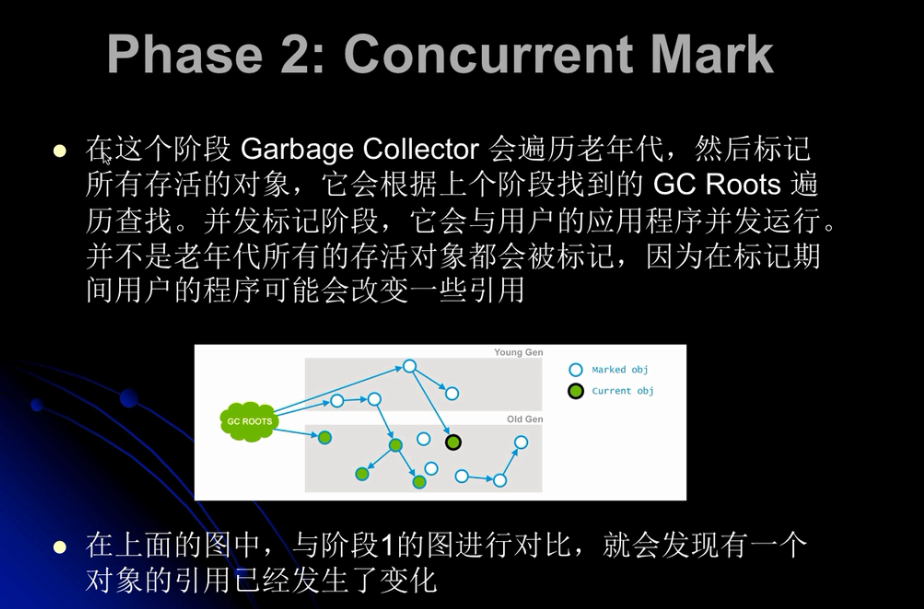 Phase 2: Concurrent Mark
在这个阶段 Garbage Collector 会遍历老年代，然后标记
所有存活的对象，它会根据上个阶段找到的 GC Roots 遍
历查找。并发标记阶段，它会与用户的应用程序并发运行。
并不是老年代所有的存活对象都会被标记，因为在标记期
间用户的程序可能会改变一些引用
Young Gen
Marked obj
Current obj
GC ROOTS
Old Gen
在上面的图中，与阶段1的图进行对比，就会发现有一个
对象的引用已经发生了变化